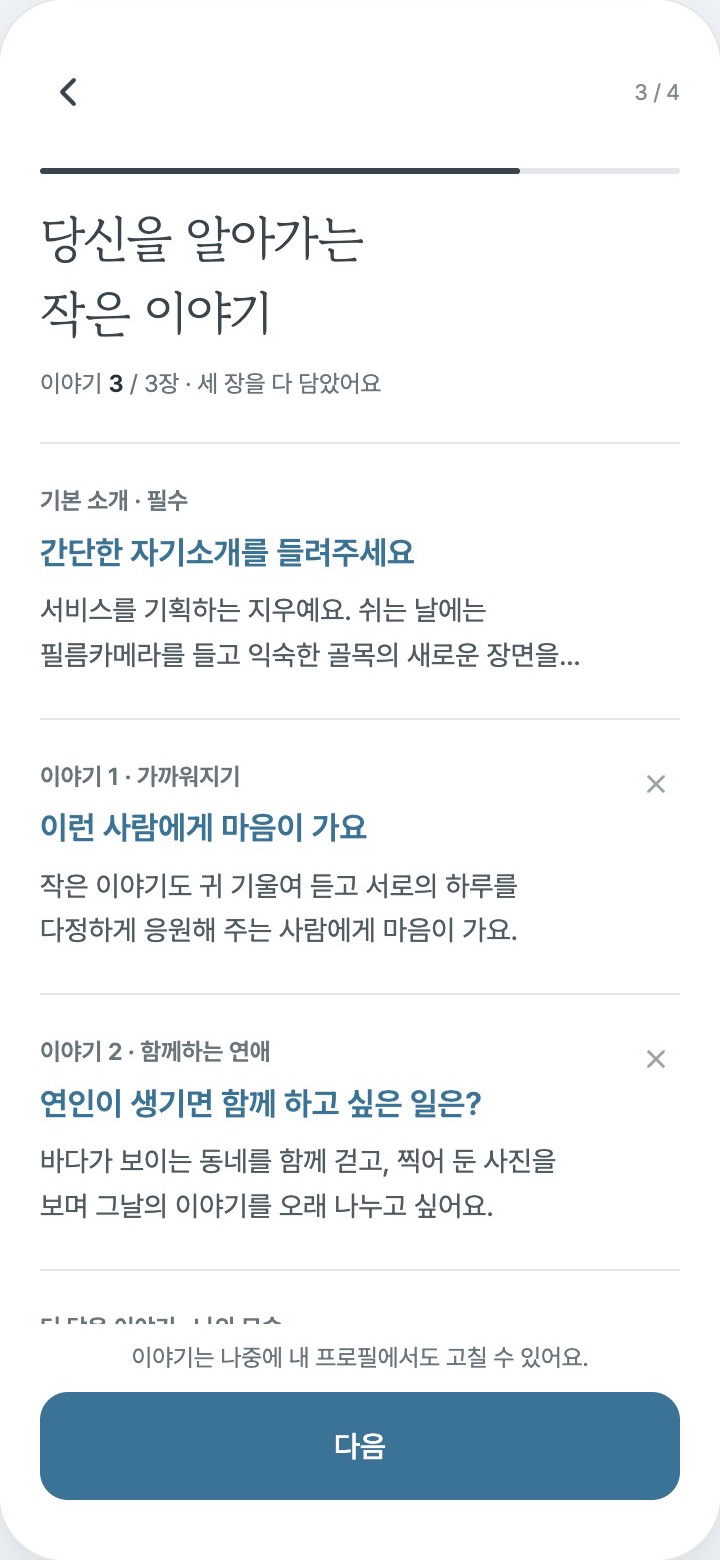 3 / 4
당신을 알아가는
작은 이야기
이야기 3 / 3장 · 세 장을 다 담았어요
기본 소개 · 필수
간단한 자기소개를 들려주세요
서비스를 기획하는 지우예요. 쉬는 날에는
필름카메라를 들고 익숙한 골목의 새로운 장면을...
이야기 1 · 가까워지기
이런 사람에게 마음이 가요
작은 이야기도 귀 기울여 듣고 서로의 하루를
다정하게 응원해 주는 사람에게 마음이 가요.
이야기 2 · 함께하는 연애
연인이 생기면 함께 하고 싶은 일은?
바다가 보이는 동네를 함께 걷고, 찍어 둔 사진을
보며 그날의 이야기를 오래 나누고 싶어요.
이야기는 나중에 내 프로필에서도 고칠 수 있어요.
다음